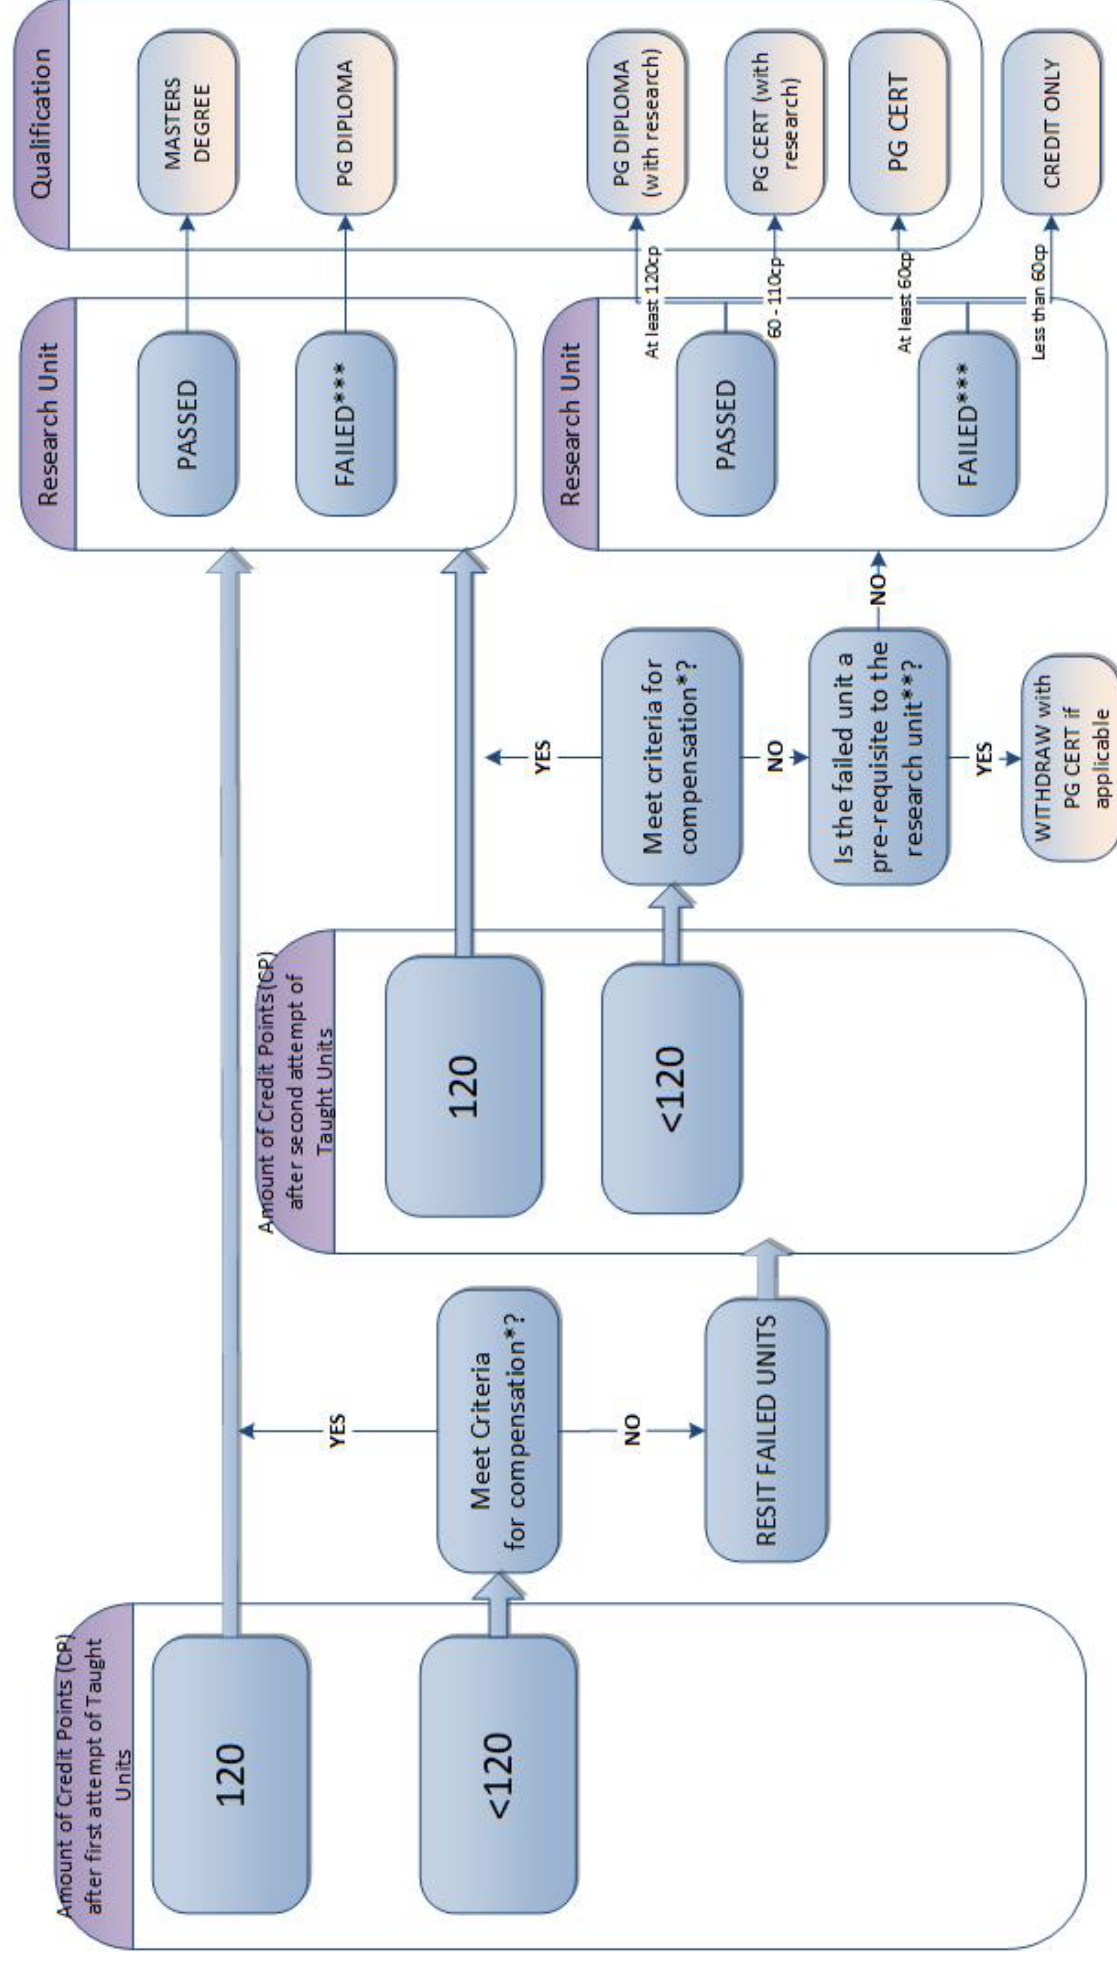 Amount of Credit Points (CP)
after first attempt of Taught
Units
120
<120
Meet Criteria
for compensation*?
YES
NO
RESIT FAILED UNITS
Amount of Credit Points(CP)
after second attempt of
Taught Units
120
<120
Meet criteria for
compensation*?
YES
NO
Is the failed unit a
pre-requisite to the
research unit**?
NO
YES
WITHDRAW with
PG CERT if
applicable
Research Unit
PASSED
FAILED***
Research Unit
PASSED
FAILED***
At least 120cp
60 - 110cp
At least 60cp
Less than 60cp
Qualification
MASTERS
DEGREE
PG DIPLOMA
PG DIPLOMA
(with research)
PG CERT (with
research)
PG CERT
CREDIT ONLY